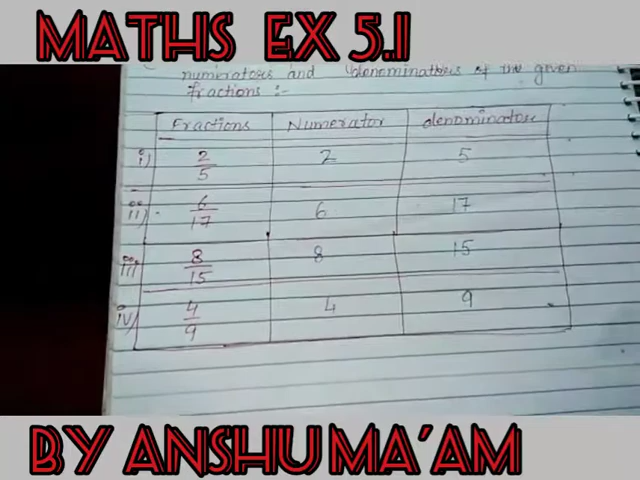 MATHS EX 5.1
numinators and denominators of the given
fractions :-
Fractions Numerator denominator
i) 2/5 2 5
ii) 6/17 6 17
iii) 8/15 8 15
iv) 4/9 4 9
BY ANSHU MA'AM